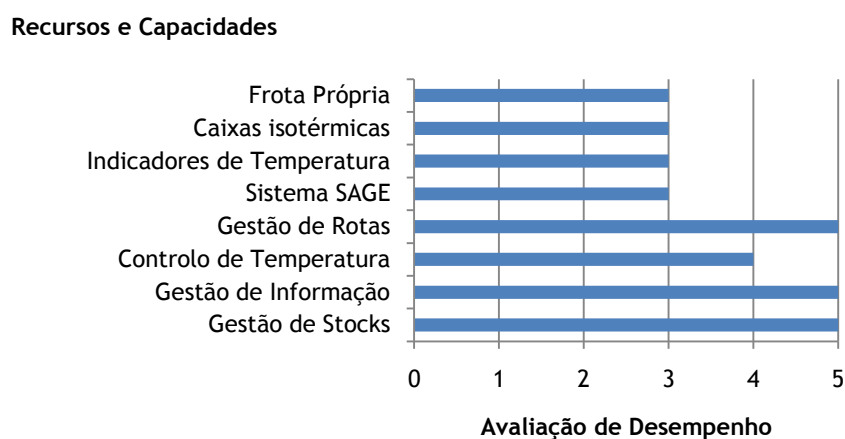 Recursos e Capacidades
Frota Própria
Caixas isotérmicas
Indicadores de Temperatura
Sistema SAGE
Gestão de Rotas
Controlo de Temperatura
Gestão de Informação
Gestão de Stocks
0 1 2 3 4 5
Avaliação de Desempenho